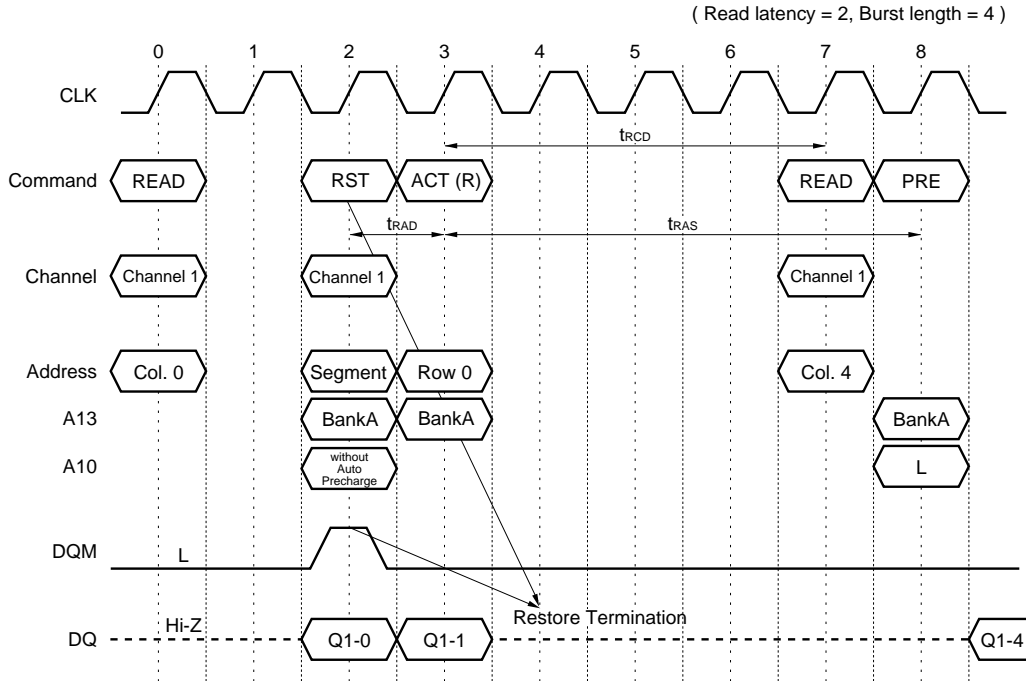 ( Read latency = 2, Burst length = 4 )
0 1 2 3 4 5 6 7 8
CLK
tRCD
Command READ RST ACT (R) READ PRE
tRAD tRAS
Channel Channel 1 Channel 1 Channel 1
Address Col. 0 Segment Row 0 Col. 4
A13 BankA BankA BankA
A10 without Auto Precharge L
DQM L
Restore Termination
DQ Hi-Z Q1-0 Q1-1 Q1-4